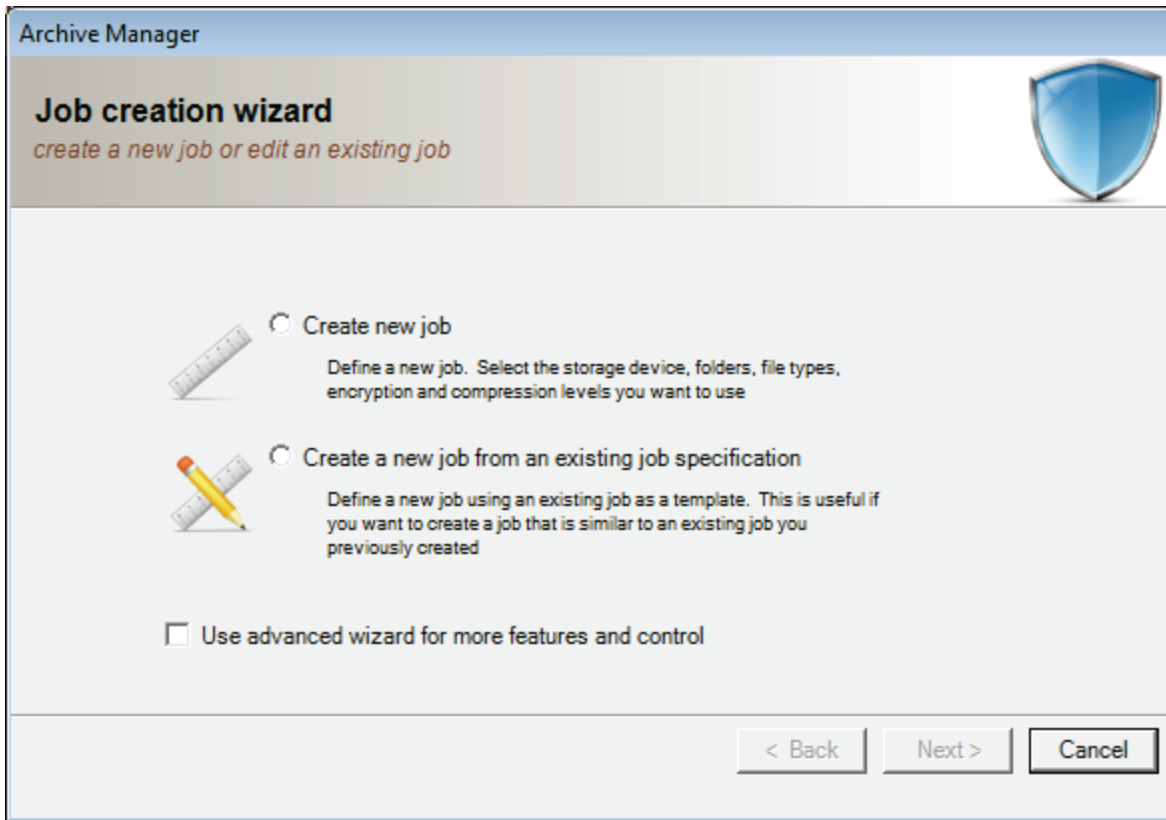 Archive Manager
Job creation wizard
create a new job or edit an existing job
Create new job
Define a new job.  Select the storage device, folders, file types,
encryption and compression levels you want to use
Create a new job from an existing job specification
Define a new job using an existing job as a template.  This is useful if
you want to create a job that is similar to an existing job you
previously created
Use advanced wizard for more features and control
< Back
Next >
Cancel